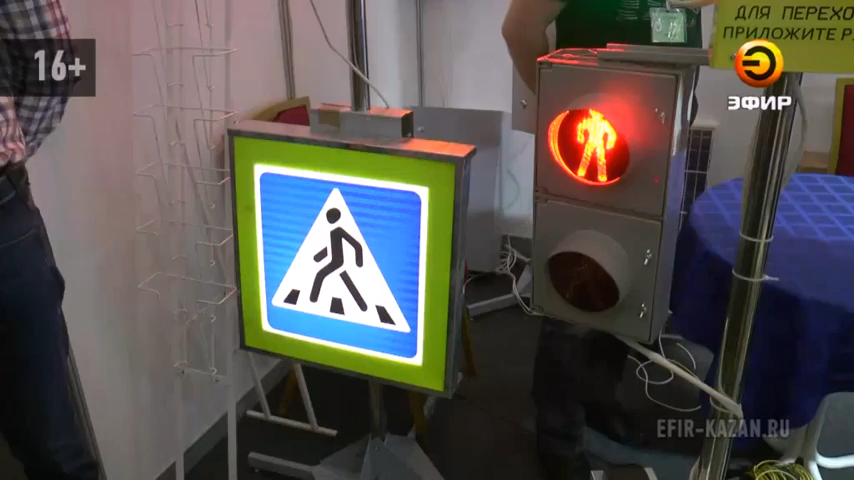 16+
ДЛЯ ПЕРЕХО
ПРИЛОЖИТЕ Р
ЭФИР
EFIR-KAZAN.RU